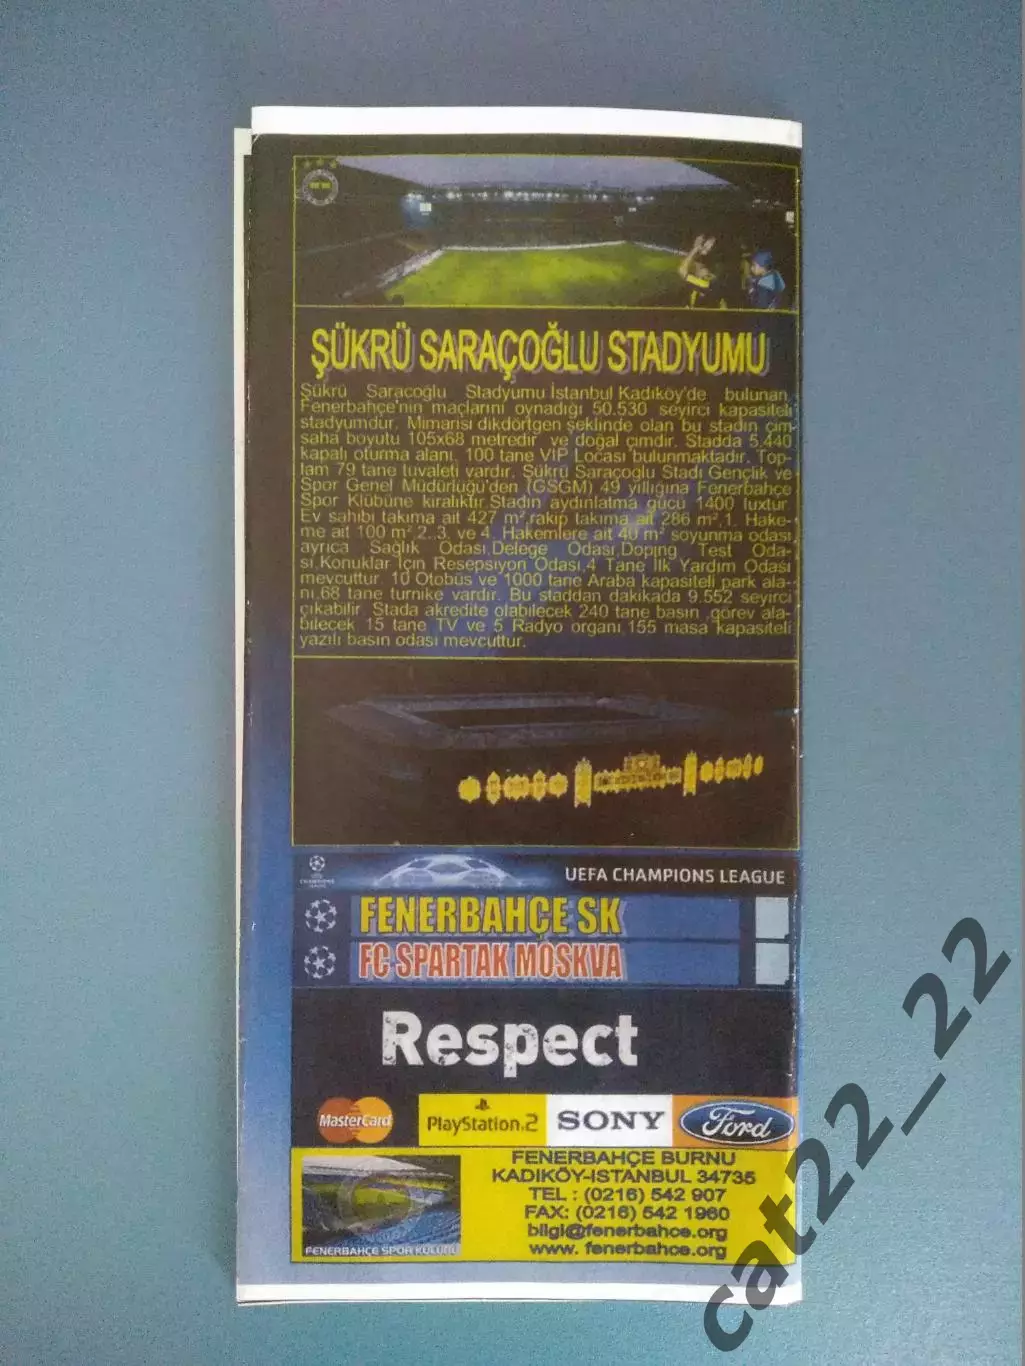 ŞÜKRÜ SARAÇOĞLU STADYUMU
Şükrü Saracoğlu Stadyumu İstanbul Kadıköy'de bulunan,
Fenerbahçe'nin maçlarını oynadığı 50.530 seyirci kapasiteli
stadyumdur. Mimarisi dikdörtgen şeklinde olan bu stadın çim
saha boyutu 105x68 metredir ve doğal çimdir. Stadda 5.440
kapalı oturma alanı, 100 tane VIP Locası bulunmaktadır. Top-
lam 79 tane tuvaleti vardır. Şükrü Saraçoglu Stadı Gençlik ve
Spor Genel Müdürlüğü'den (GSGM) 49 yıllığına Fenerbahçe
Spor Klübüne kiralıktır.Stadın aydınlatma gücü 1400 luxtur.
Ev sahibi takıma ait 427 m²,rakip takıma ait 286 m²,1. Hake-
me ait 100 m²,2.,3. ve 4. Hakemlere ait 40 m² soyunma odası
ayrıca Sağlık Odası,Delege Odası,Doping Test Oda-
sı,Konuklar İçin Resepsiyon Odası,4 Tane İlk Yardım Odası
mevcuttur. 10 Otobüs ve 1000 tane Araba kapasiteli park ala-
nı,68 tane turnike vardır. Bu staddan dakikada 9.552 seyirci
çıkabilir. Stada akredite olabilecek 240 tane basın ,görev ala-
bilecek 15 tane TV ve 5 Radyo organı,155 masa kapasiteli
yazılı basın odası mevcuttur.
UEFA CHAMPIONS LEAGUE
FENERBAHÇE SK
FC SPARTAK MOSKVA
Respect
MasterCard
PlayStation.2
SONY
Ford
FENERBAHÇE BURNU
KADIKÖY-ISTANBUL 34735
TEL : (0216) 542 907
FAX: (0216) 542 1960
bilgi@fenerbahce.org
www. fenerbahce.org
FENERBAHÇE SPOR KULÜBÜ
cat22_22